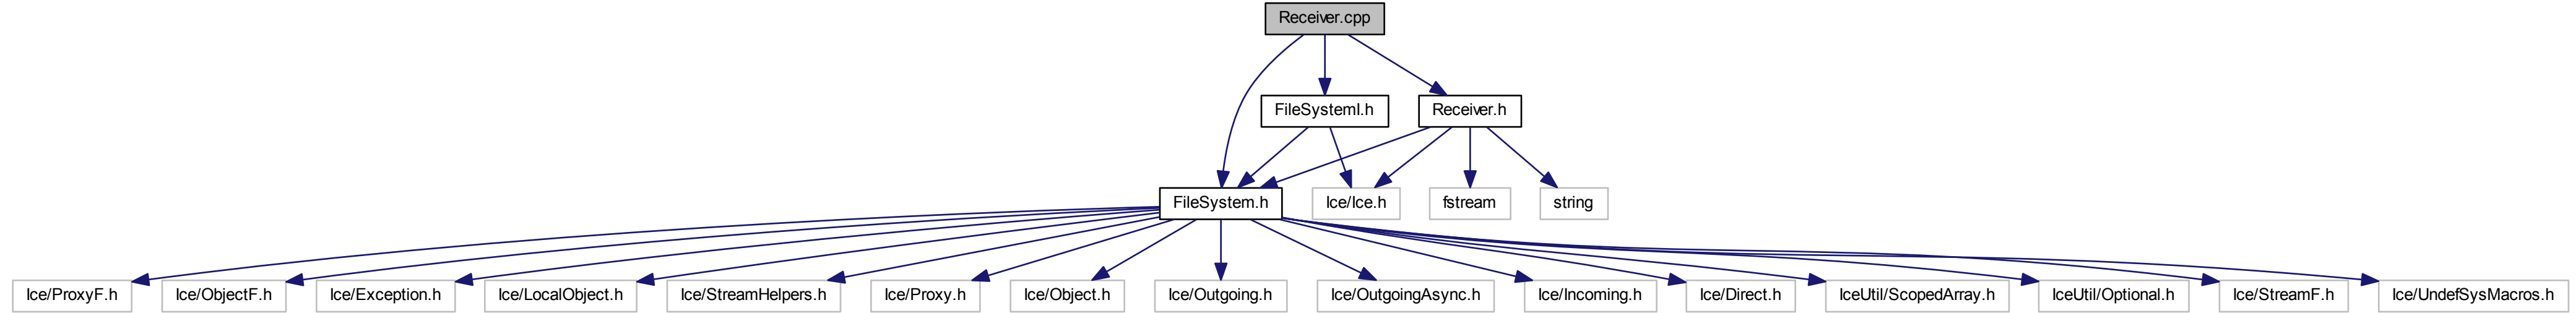 Receiver.cpp
FileSystemI.h
Receiver.h
FileSystem.h
Ice/Ice.h
fstream
string
Ice/ProxyF.h
Ice/ObjectF.h
Ice/Exception.h
Ice/LocalObject.h
Ice/StreamHelpers.h
Ice/Proxy.h
Ice/Object.h
Ice/Outgoing.h
Ice/OutgoingAsync.h
Ice/Incoming.h
Ice/Direct.h
IceUtil/ScopedArray.h
IceUtil/Optional.h
Ice/StreamF.h
Ice/UndefSysMacros.h